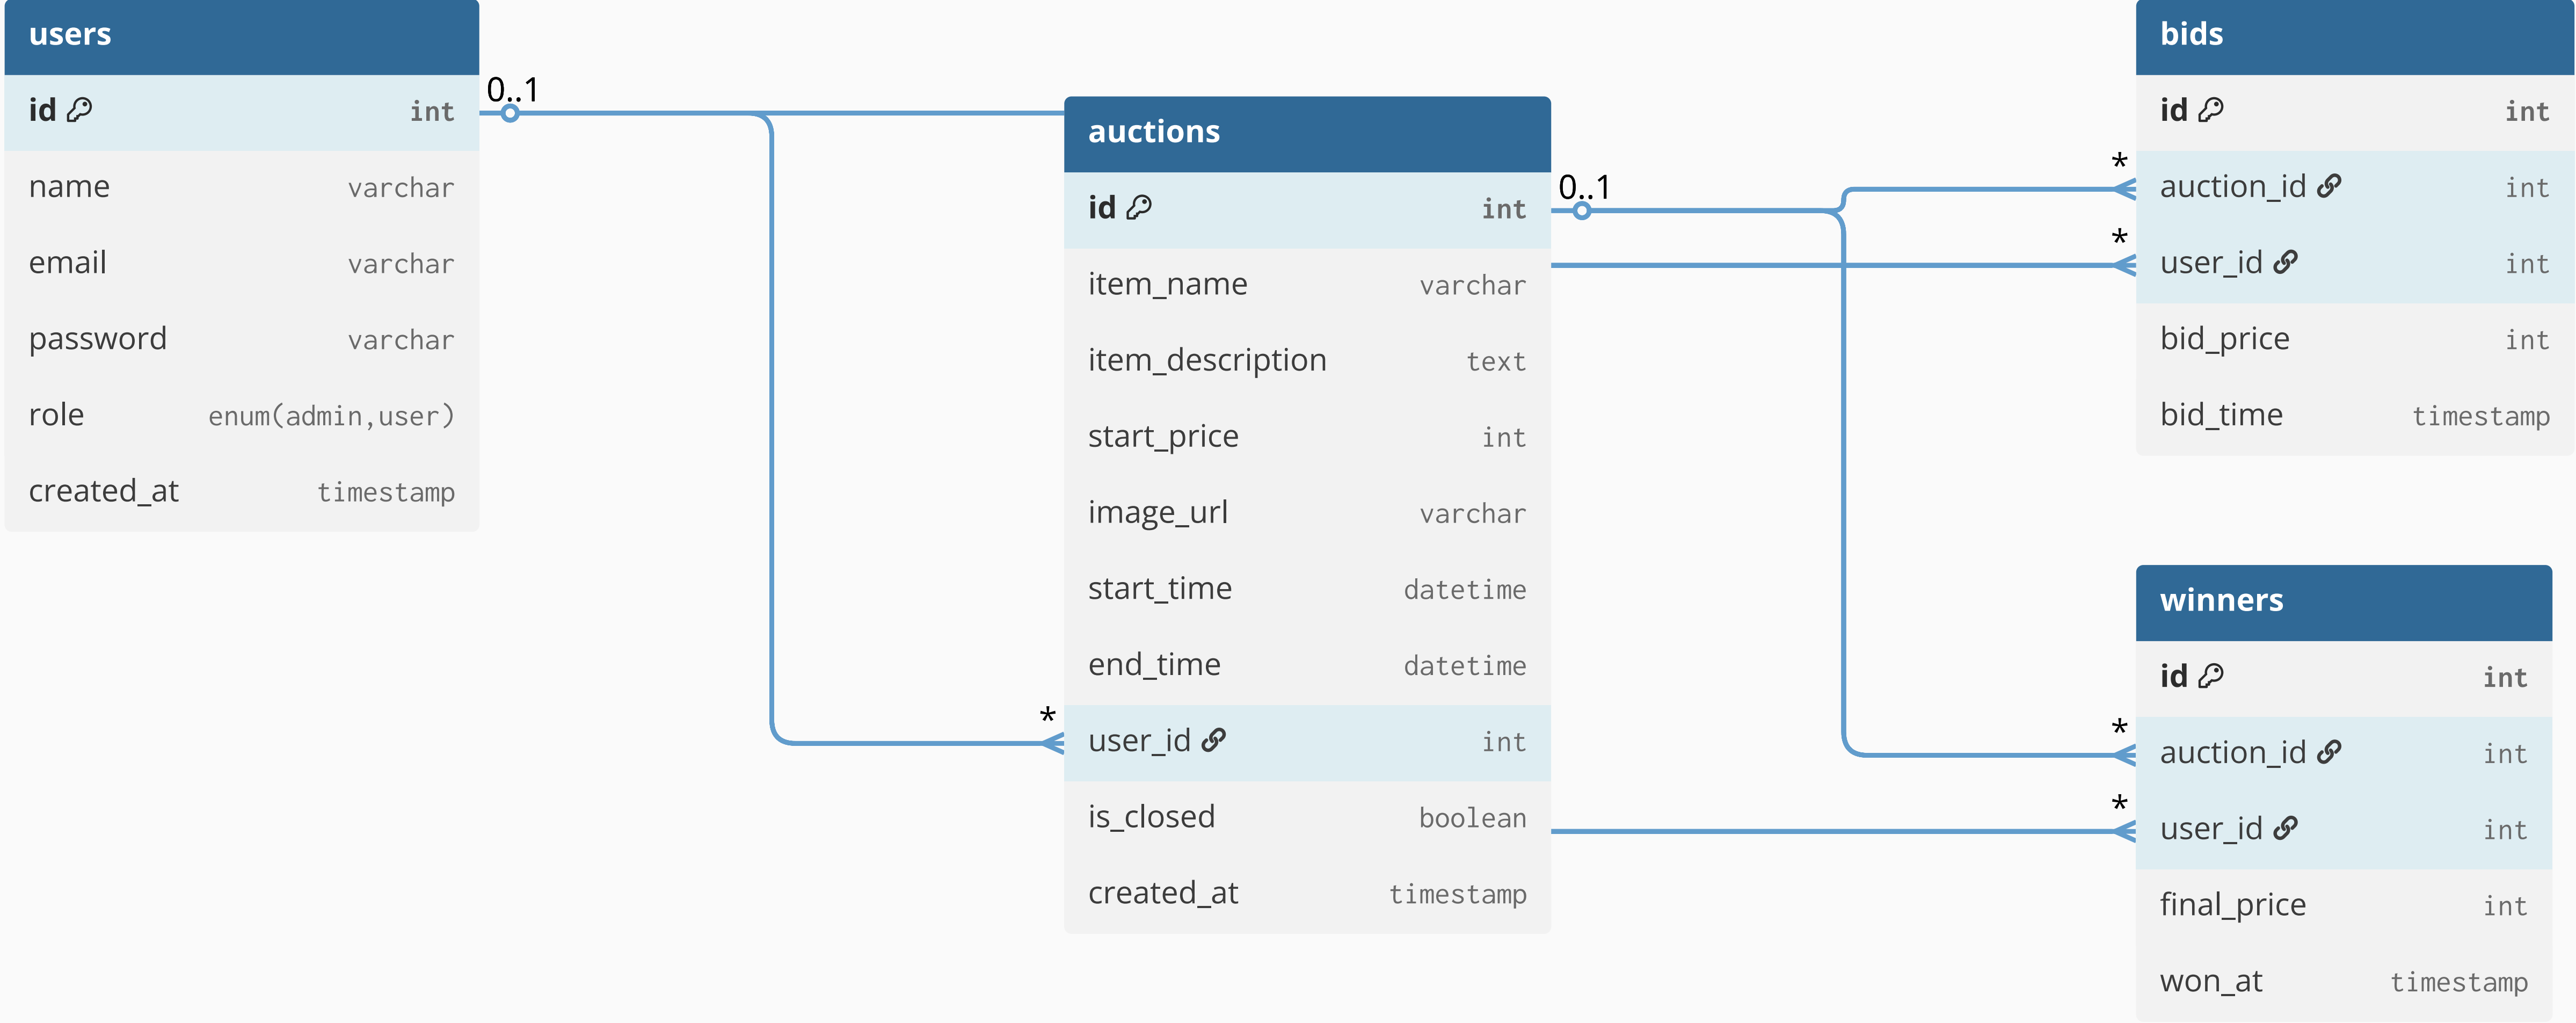 users
id int
name varchar
email varchar
password varchar
role enum(admin,user)
created_at timestamp
0..1
auctions
id int
item_name varchar
item_description text
start_price int
image_url varchar
start_time datetime
end_time datetime
*
user_id int
is_closed boolean
created_at timestamp
0..1
bids
id int
*
auction_id int
*
user_id int
bid_price int
bid_time timestamp
winners
id int
*
auction_id int
*
user_id int
final_price int
won_at timestamp